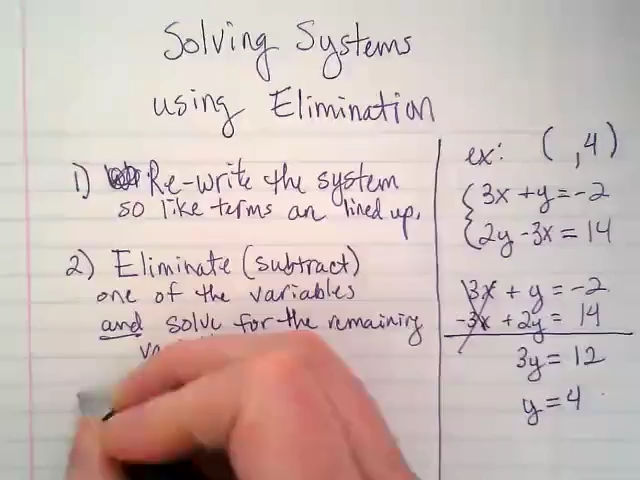 Solving Systems
using Elimination
1) Re-write the system
so like terms an lined up.
2) Eliminate (subtract)
one of the variables
and solve for the remaining
ex: ( , 4)
3x + y = -2
2y - 3x = 14
3x + y = -2
-3x + 2y = 14
3y = 12
y = 4